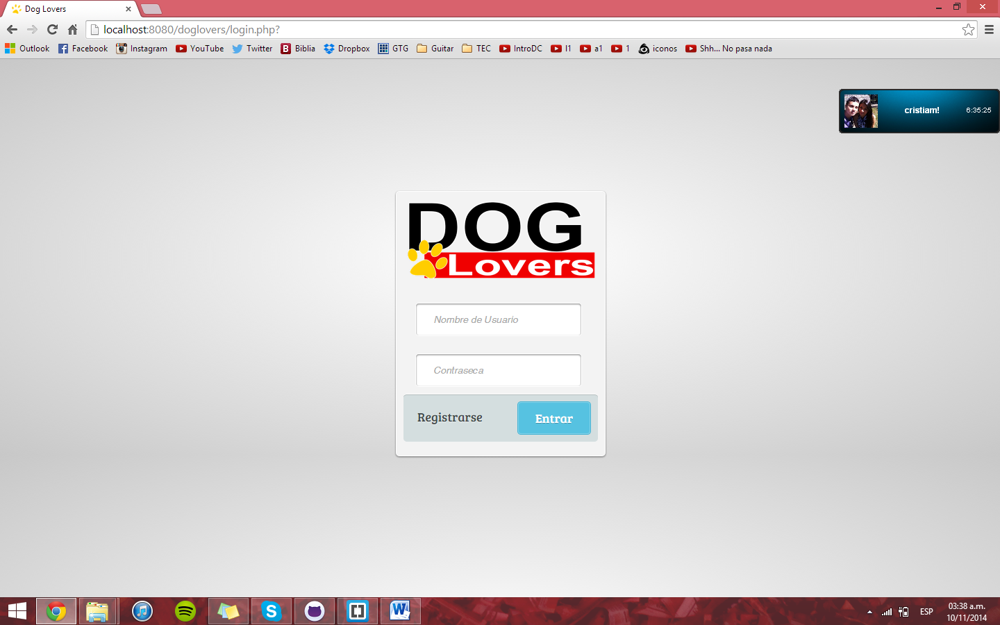 Dog Lovers
localhost:8080/doglovers/login.php?
Outlook Facebook Instagram YouTube Twitter Biblia Dropbox GTG Guitar TEC IntroDC I1 a1 1 iconos Shh... No pasa nada
cristiam! 6:35:25
DOG
Lovers
Nombre de Usuario
Contraseca
Registrarse Entrar
ESP 03:38 a.m.
10/11/2014